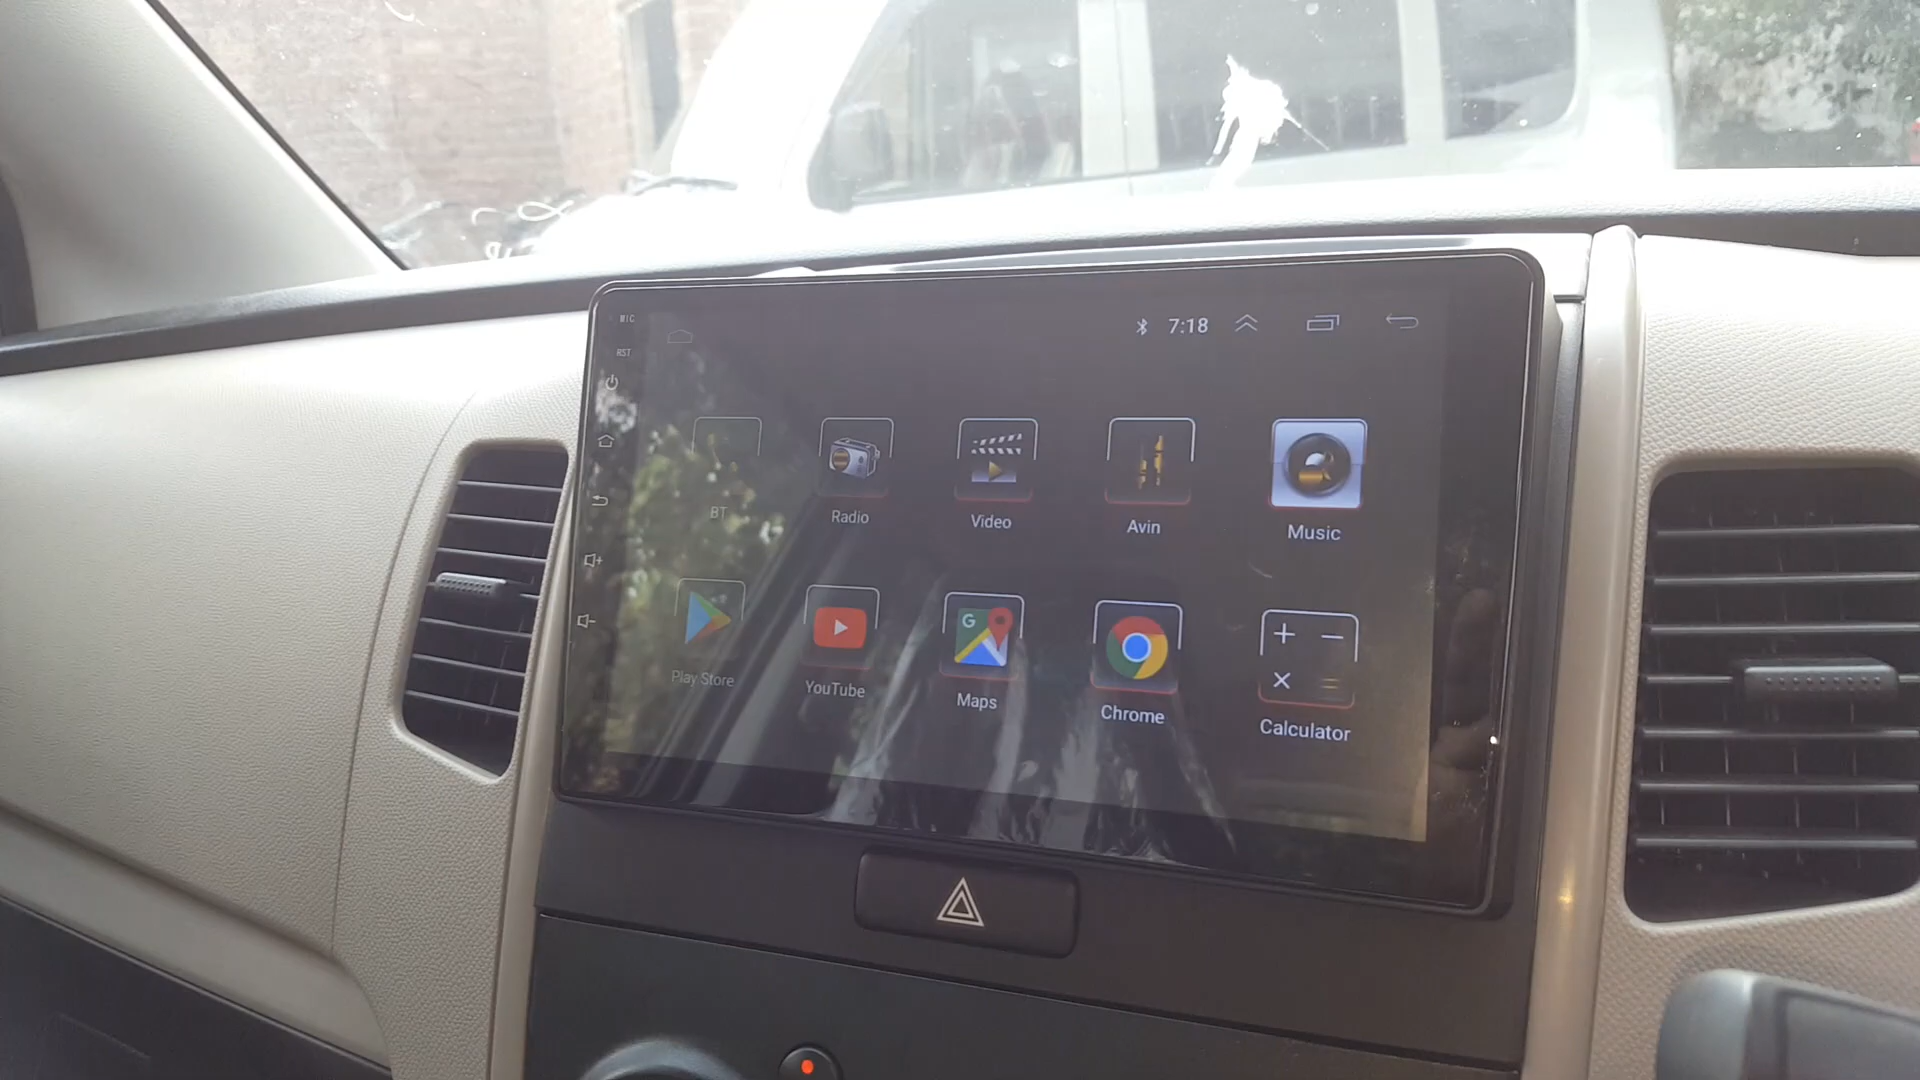 MIC
RST
7:18
BT
Radio
Video
Avin
Music
G
Play Store
YouTube
Maps
Chrome
Calculator